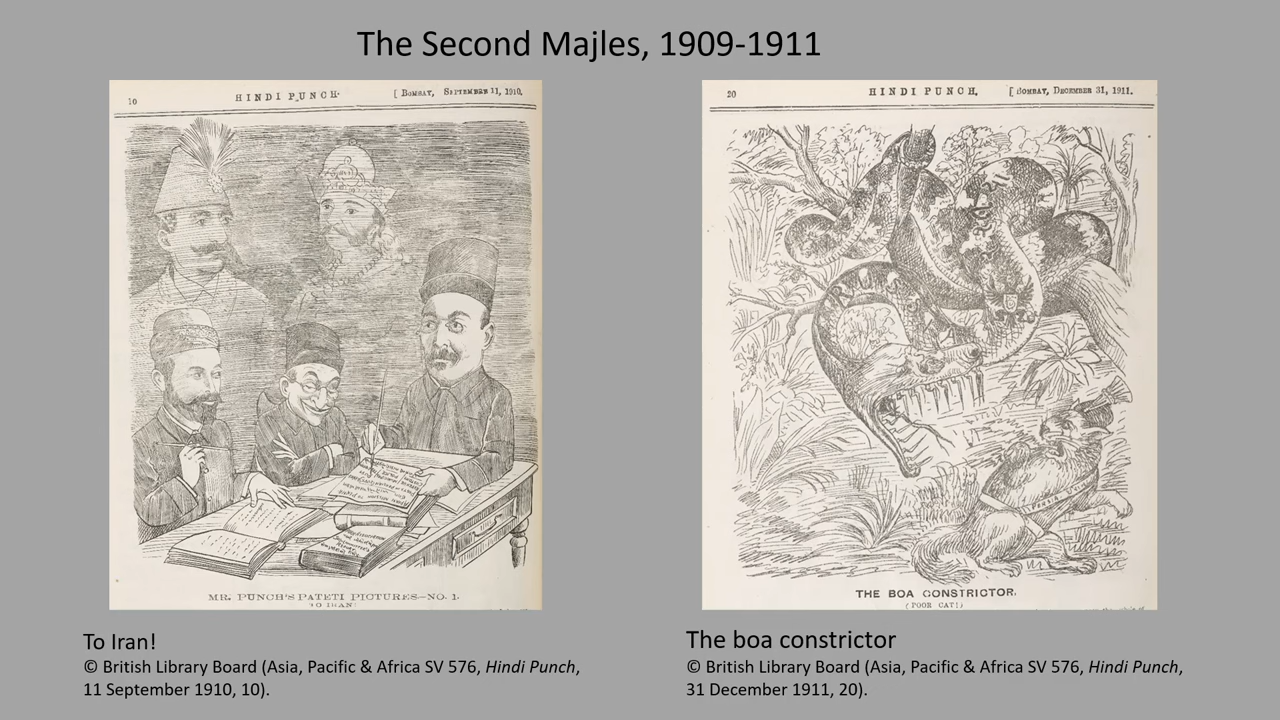 The Second Majles, 1909-1911
10
HINDI PUNCH.
[ BOMBAY, SEPTEMBER 11, 1910.
MR. PUNCH'S PATETI PICTURES—NO. 1.
TO IRAN!
To Iran!
© British Library Board (Asia, Pacific & Africa SV 576, Hindi Punch,
11 September 1910, 10).
20
HINDI PUNCH.
[ BOMBAY, DECEMBER 31, 1911.
RUSSIA
PERSIA
THE BOA CONSTRICTOR.
(POOR CAT!)
The boa constrictor
© British Library Board (Asia, Pacific & Africa SV 576, Hindi Punch,
31 December 1911, 20).